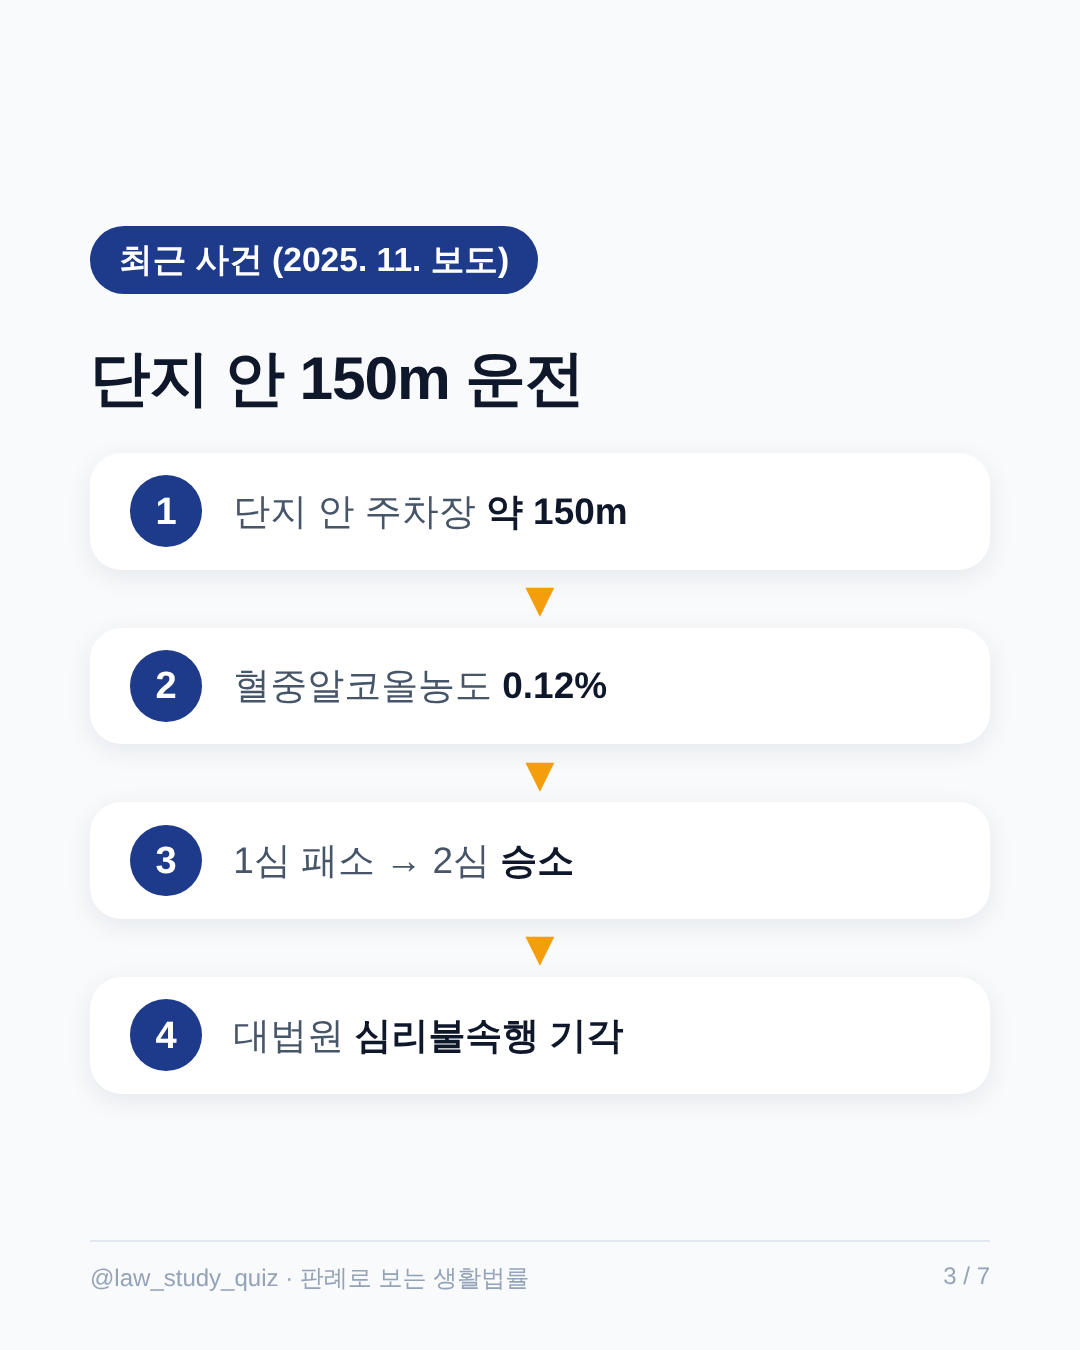 최근 사건 (2025. 11. 보도)
단지 안 150m 운전
1 단지 안 주차장 약 150m
▼
2 혈중알코올농도 0.12%
▼
3 1심 패소 → 2심 승소
▼
4 대법원 심리불속행 기각
@law_study_quiz · 판례로 보는 생활법률
3 / 7